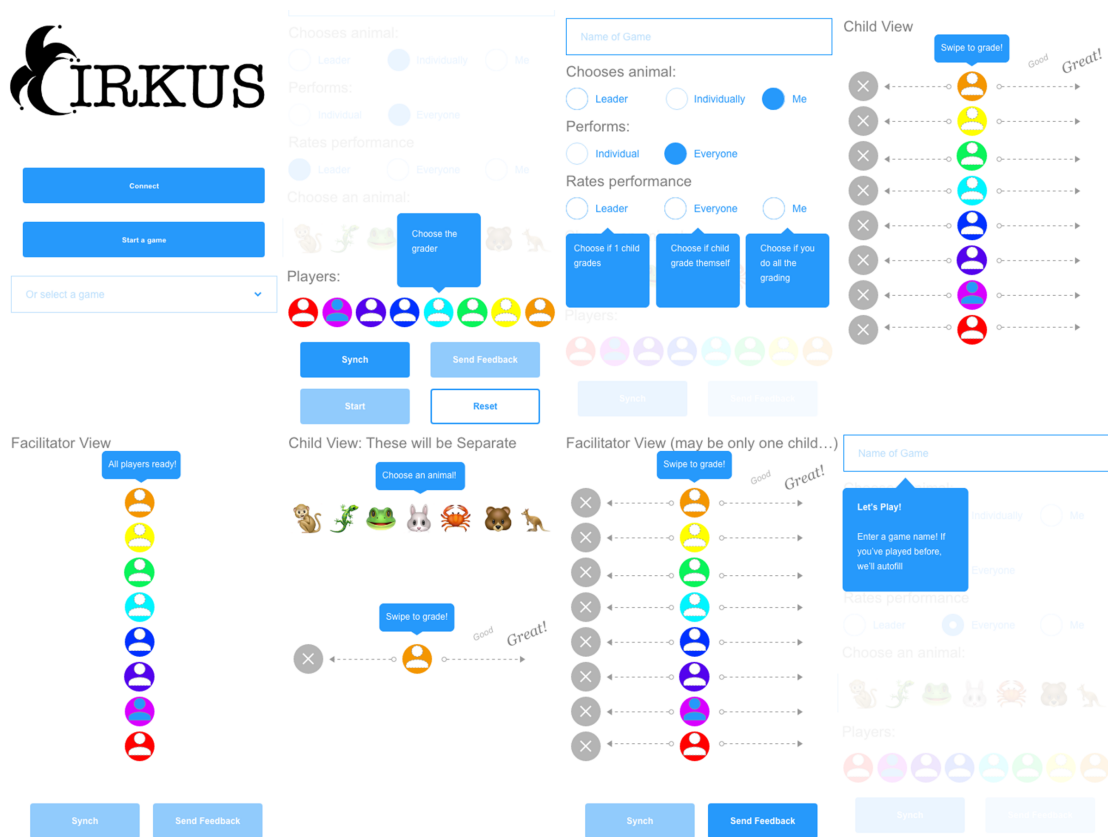 CIRKUS
Connect
Start a game
Or select a game
Chooses animal:
Leader
Individually
Me
Performs:
Individual
Everyone
Rates performance
Leader
Everyone
Me
Choose an animal:
Choose the
grader
Players:
Synch
Send Feedback
Start
Reset
Name of Game
Chooses animal:
Leader
Individually
Me
Performs:
Individual
Everyone
Rates performance
Leader
Everyone
Me
Choose if 1 child
grades
Choose if child
grade themself
Choose if you
do all the
grading
Players:
Synch
Send Feedback
Child View
Swipe to grade!
Good
Great!
Facilitator View
All players ready!
Synch
Send Feedback
Child View: These will be Separate
Choose an animal!
Swipe to grade!
Good
Great!
Facilitator View (may be only one child...)
Swipe to grade!
Good
Great!
Synch
Send Feedback
Name of Game
Let's Play!
Enter a game name! If
you've played before,
we'll autofill
Individually
Me
Everyone
Rates performance
Leader
Everyone
Me
Choose an animal:
Players:
Synch
Send Feedback